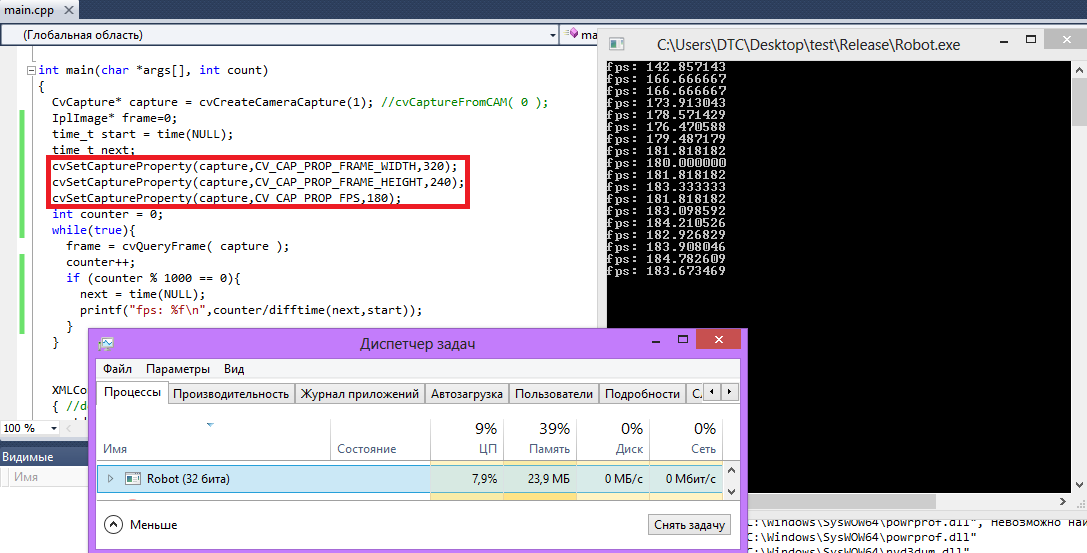 main.cpp
(Глобальная область)
int main(char *args[], int count)
{
CvCapture* capture = cvCreateCameraCapture(1); //cvCaptureFromCAM( 0 );
IplImage* frame=0;
time_t start = time(NULL);
time_t next;
cvSetCaptureProperty(capture,CV_CAP_PROP_FRAME_WIDTH,320);
cvSetCaptureProperty(capture,CV_CAP_PROP_FRAME_HEIGHT,240);
cvSetCaptureProperty(capture,CV_CAP_PROP_FPS,180);
int counter = 0;
while(true){
frame = cvQueryFrame( capture );
counter++;
if (counter % 1000 == 0){
next = time(NULL);
printf("fps: %f\n",counter/difftime(next,start));
}
}
XMLCo
{ //d
100 %
Видимые
Имя
C:\Users\DTC\Desktop\test\Release\Robot.exe
fps: 142.857143
fps: 166.666667
fps: 166.666667
fps: 173.913043
fps: 178.571429
fps: 176.470588
fps: 179.487179
fps: 181.818182
fps: 180.000000
fps: 181.818182
fps: 183.333333
fps: 181.818182
fps: 183.098592
fps: 184.210526
fps: 182.926829
fps: 183.908046
fps: 184.782609
fps: 183.673469
Диспетчер задач
Файл Параметры Вид
Процессы Производительность Журнал приложений Автозагрузка Пользователи Подробности С
9% 39% 0% 0%
Имя Состояние ЦП Память Диск Сеть
Robot (32 бита) 7,9% 23,9 МБ 0 МБ/с 0 Мбит/с
Меньше Снять задачу
C:\Windows\SysWOW64\powrprof.dll", Невозможно най
C:\Windows\SysWOW64\powrprof.dll"
C:\Windows\SysWOW64\nvd3dum.dll"